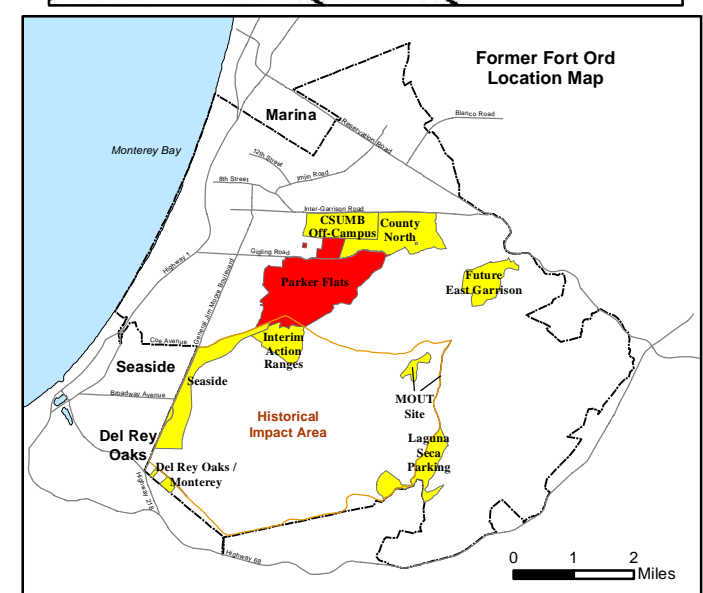 Former Fort Ord
Location Map
Marina
Blanco Road
Reservation Road
Monterey Bay
12th Street
Imjin Road
8th Street
Inter-Garrison Road
CSUMB
Off-Campus
County
North
Gigling Road
Highway 1
General Jim Moore Boulevard
Parker Flats
Future
East Garrison
Coe Avenue
Interim
Action
Ranges
Seaside
Seaside
Broadway Avenue
MOUT
Site
Historical
Impact Area
Del Rey
Oaks
Laguna
Seca
Parking
Del Rey Oaks /
Monterey
Highway 218
Highway 68
0 1 2
Miles